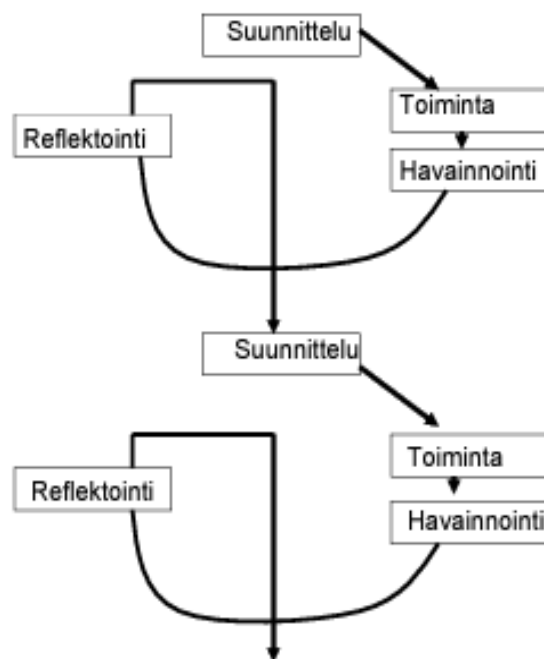 Suunnittelu
Toiminta
Havainnointi
Reflektointi
Suunnittelu
Toiminta
Havainnointi
Reflektointi